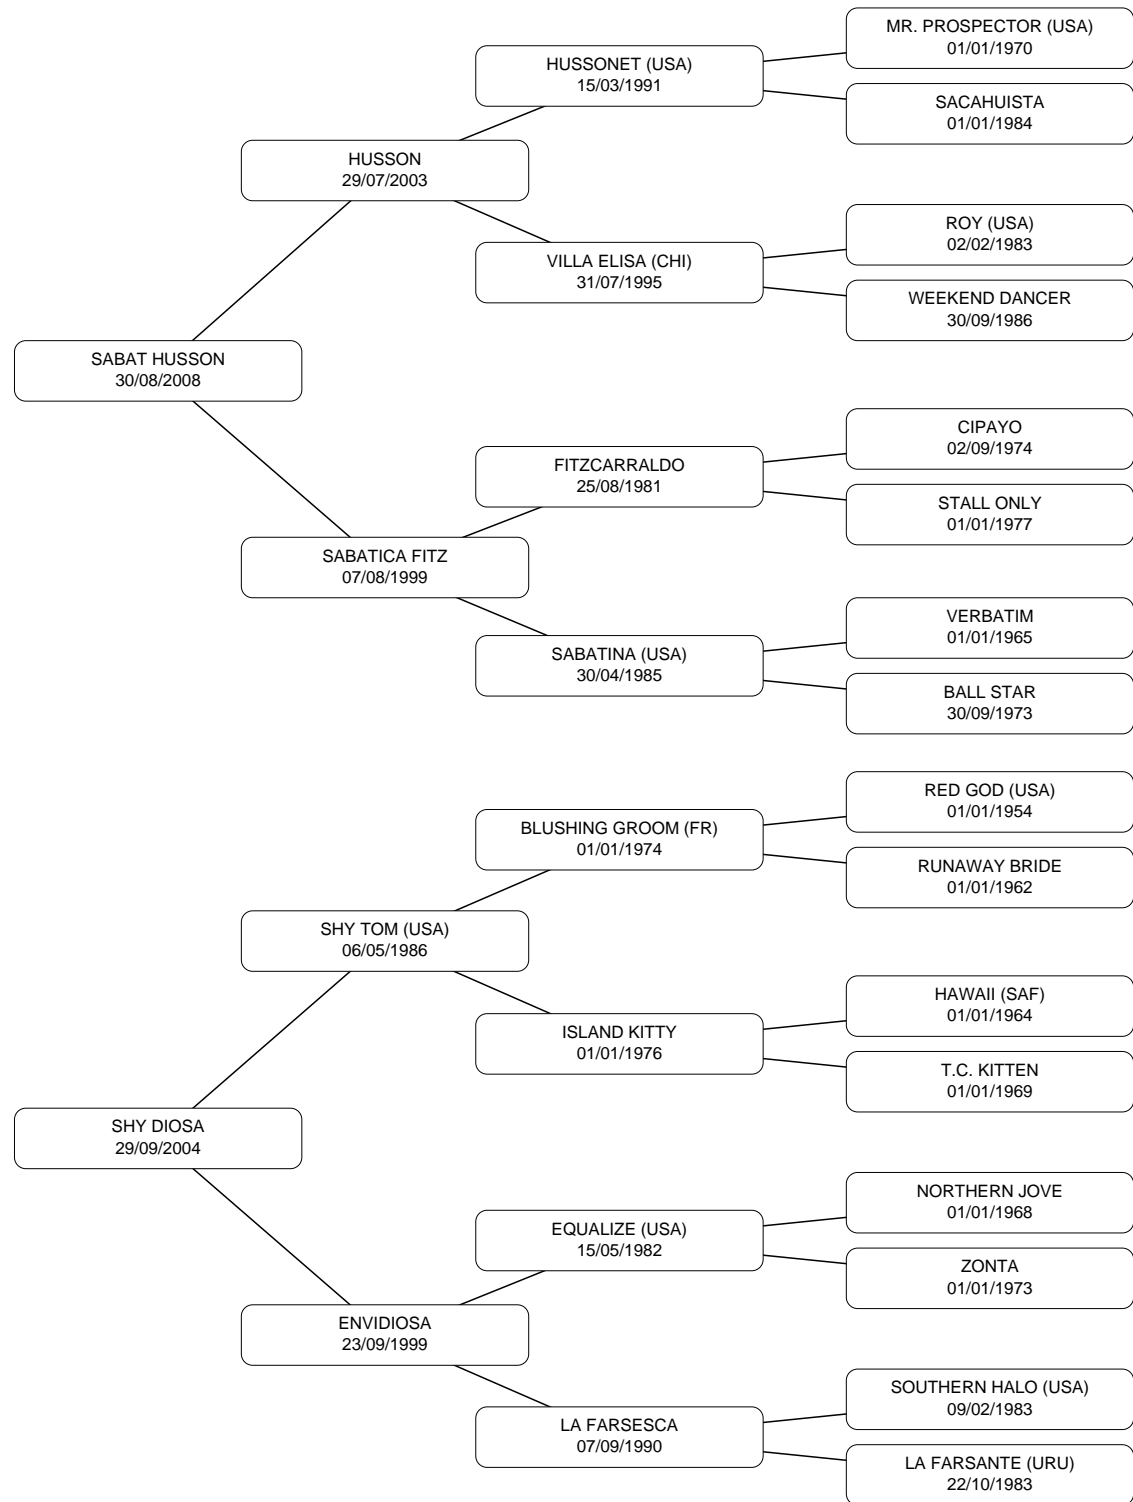 MR. PROSPECTOR (USA)
01/01/1970
HUSSONET (USA)
15/03/1991
SACAHUISTA
01/01/1984
HUSSON
29/07/2003
ROY (USA)
02/02/1983
VILLA ELISA (CHI)
31/07/1995
WEEKEND DANCER
30/09/1986
SABAT HUSSON
30/08/2008
CIPAYO
02/09/1974
FITZCARRALDO
25/08/1981
STALL ONLY
01/01/1977
SABATICA FITZ
07/08/1999
VERBATIM
01/01/1965
SABATINA (USA)
30/04/1985
BALL STAR
30/09/1973
RED GOD (USA)
01/01/1954
BLUSHING GROOM (FR)
01/01/1974
RUNAWAY BRIDE
01/01/1962
SHY TOM (USA)
06/05/1986
HAWAII (SAF)
01/01/1964
ISLAND KITTY
01/01/1976
T.C. KITTEN
01/01/1969
SHY DIOSA
29/09/2004
NORTHERN JOVE
01/01/1968
EQUALIZE (USA)
15/05/1982
ZONTA
01/01/1973
ENVIDIOSA
23/09/1999
SOUTHERN HALO (USA)
09/02/1983
LA FARSESCA
07/09/1990
LA FARSANTE (URU)
22/10/1983